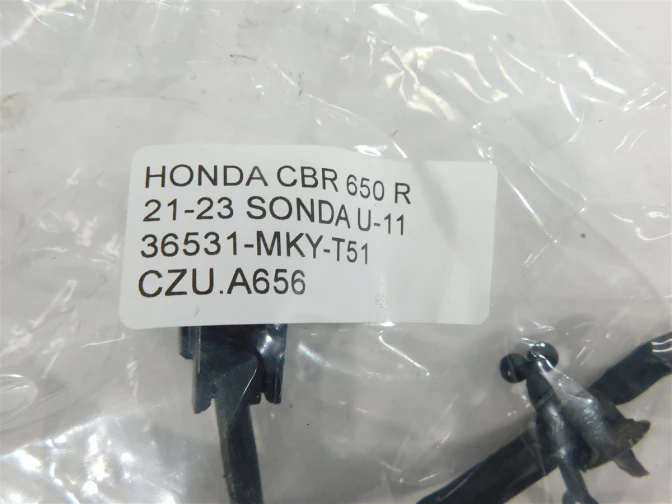 HONDA CBR 650 R
21-23 SONDA U-11
36531-MKY-T51
CZU.A656